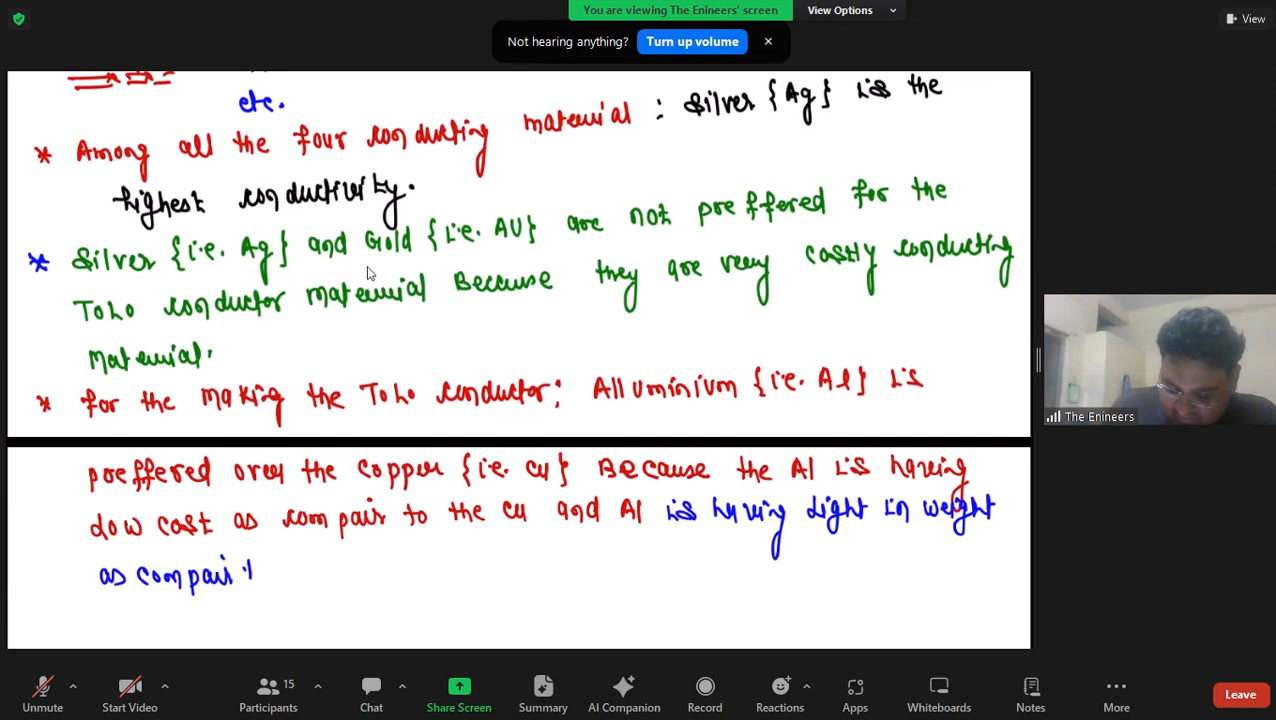 You are viewing The Enineers' screen
View Options
View
Not hearing anything?
Turn up volume
etc.
* Among all the four conducting material : Silver {Ag} is the
highest conductivity.
* Silver {i.e. Ag} and Gold {i.e. AU} are not preffered for the
ToLo conductor material Because they are very costly conducting
Material.
* for the making the ToLo conductor; Alluminium {i.e. Al} is
preffered over the copper {i.e. cu} Because the Al is having
low cost as compair to the cu and Al is having light in weight
as compair t
The Enineers
Unmute
Start Video
15
Participants
Chat
Share Screen
Summary
AI Companion
Record
Reactions
Apps
Whiteboards
Notes
More
Leave